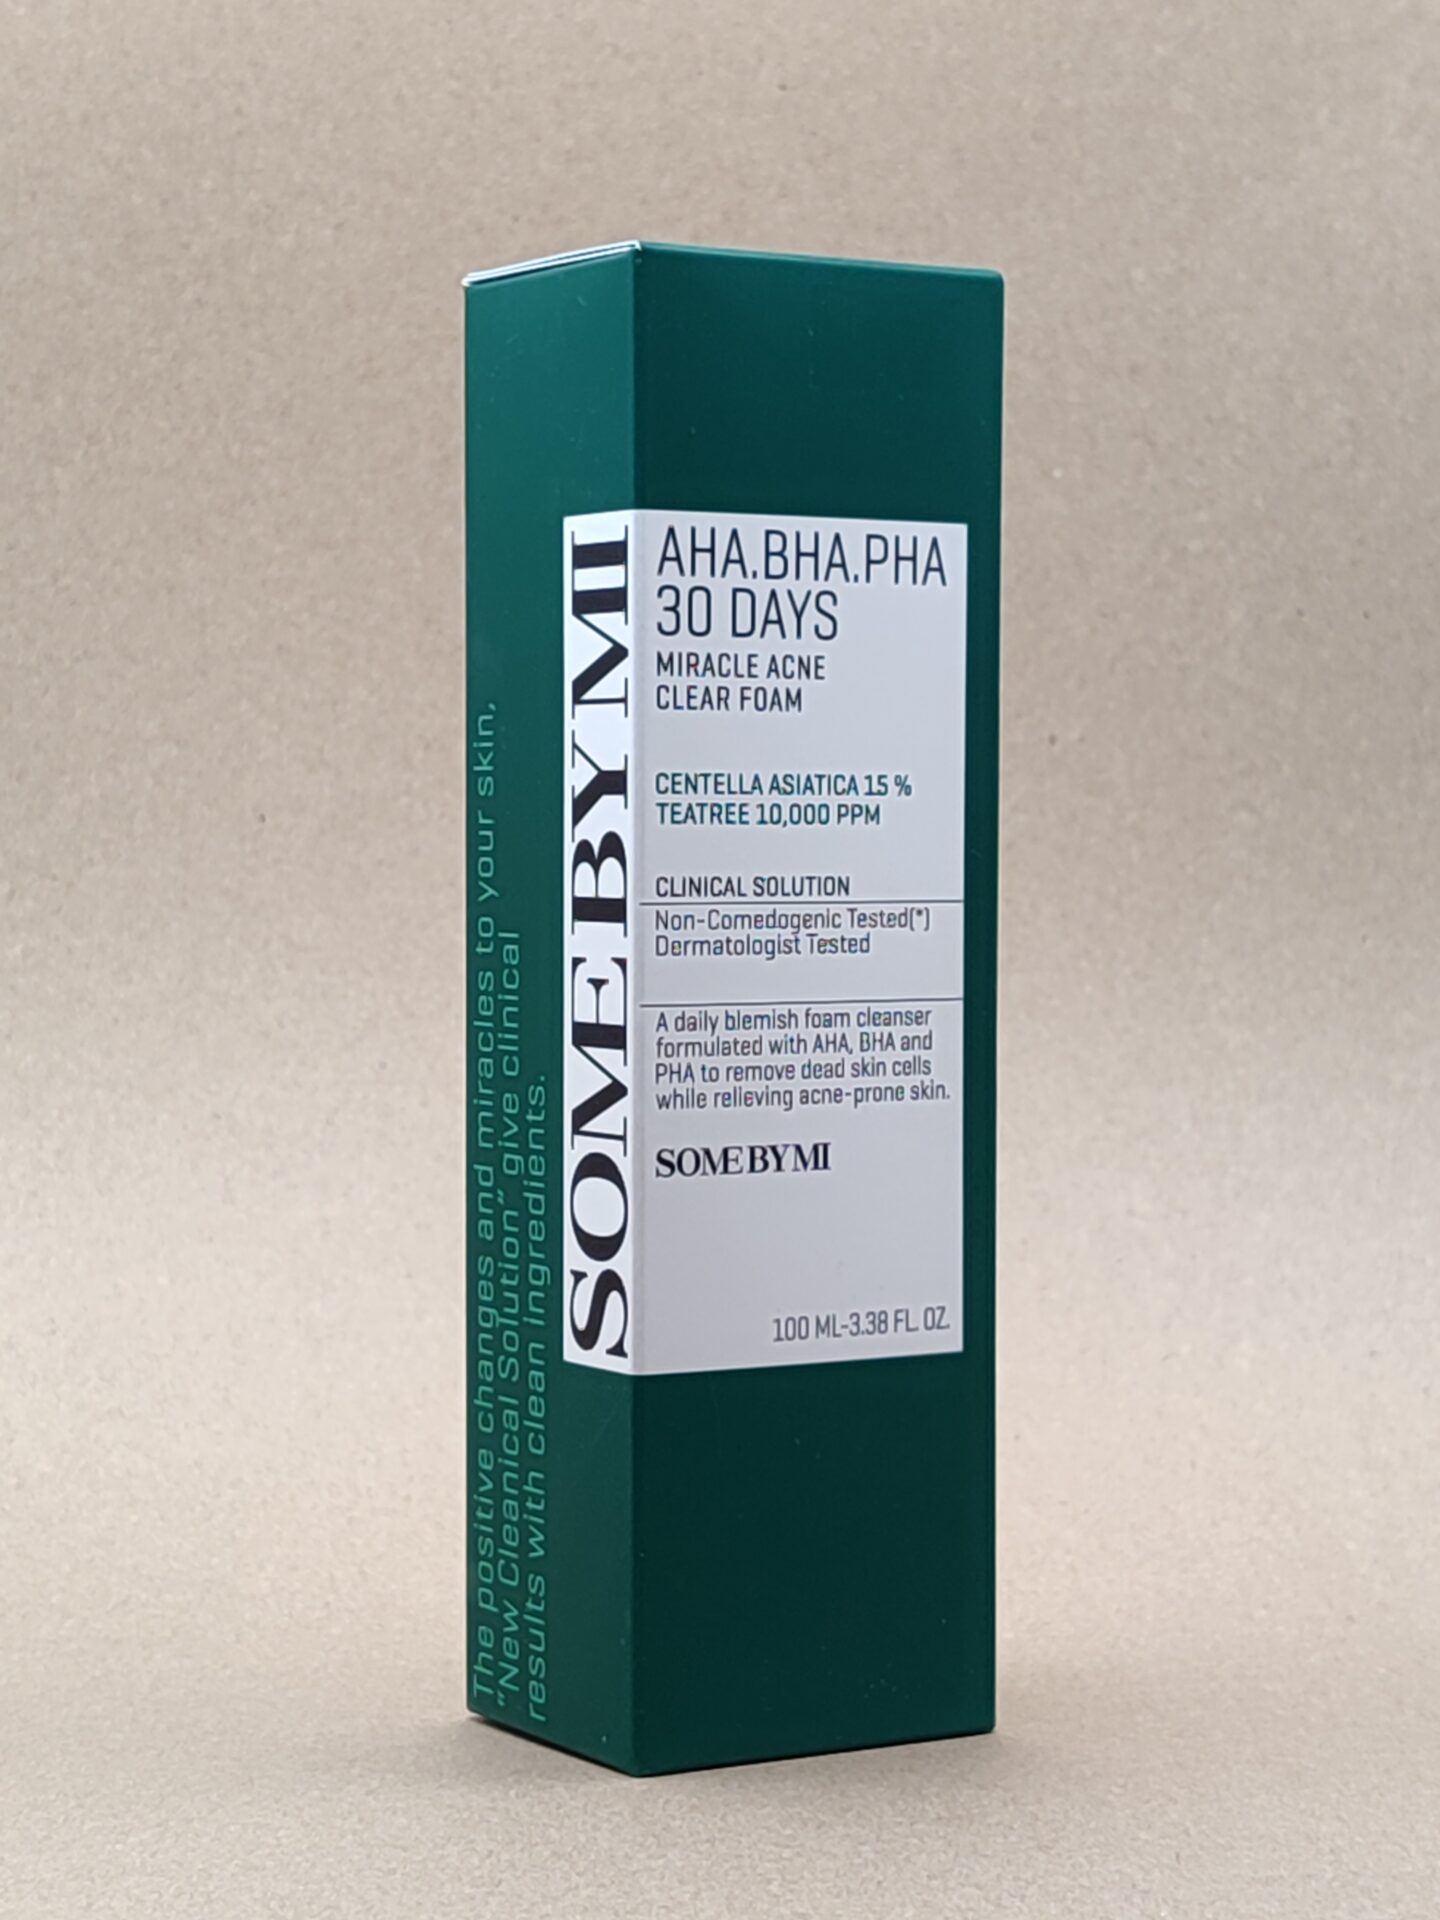 The positive changes and miracles to your skin,
"New Cleanical Solution" give clinical
results with clean ingredients.
SOME BY MI
AHA.BHA.PHA
30 DAYS
MIRACLE ACNE
CLEAR FOAM
CENTELLA ASIATICA 15 %
TEATREE 10,000 PPM
CLINICAL SOLUTION
Non-Comedogenic Tested(*)
Dermatologist Tested
A daily blemish foam cleanser
formulated with AHA, BHA and
PHA to remove dead skin cells
while relieving acne-prone skin.
SOME BY MI
100 ML-3.38 FL. OZ.